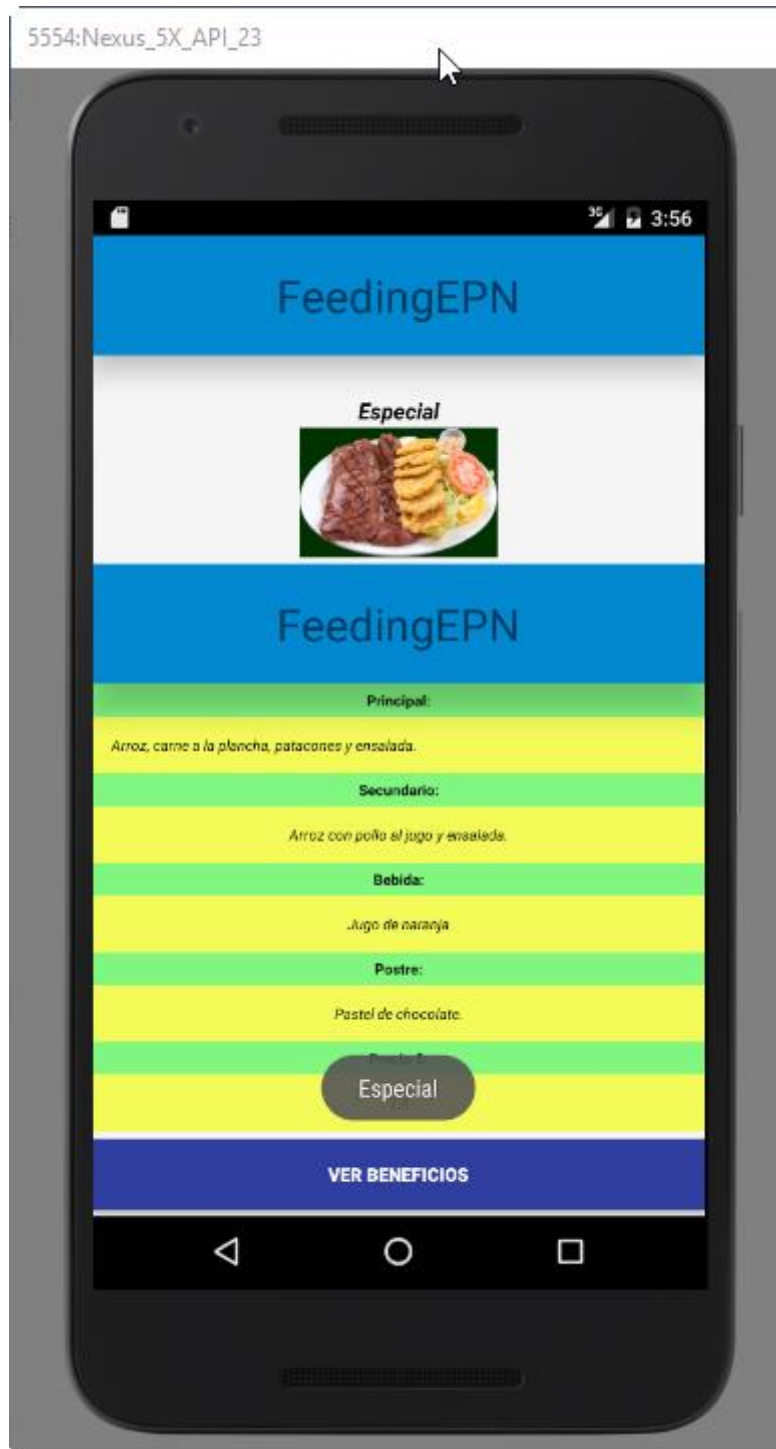 5554:Nexus_5X_API_23
3G 3:56
FeedingEPN
Especial
FeedingEPN
Principal:
Arroz, carne a la plancha, patacones y ensalada.
Secundario:
Arroz con pollo al jugo y ensalada.
Bebida:
Jugo de naranja
Postre:
Pastel de chocolate.
Especial
VER BENEFICIOS